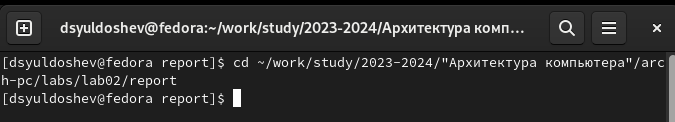 dsyuldoshev@fedora:~/work/study/2023-2024/Архитектура комп…
[dsyuldoshev@fedora report]$ cd ~/work/study/2023-2024/"Архитектура компьютера"/arc
h-pc/labs/lab02/report
[dsyuldoshev@fedora report]$